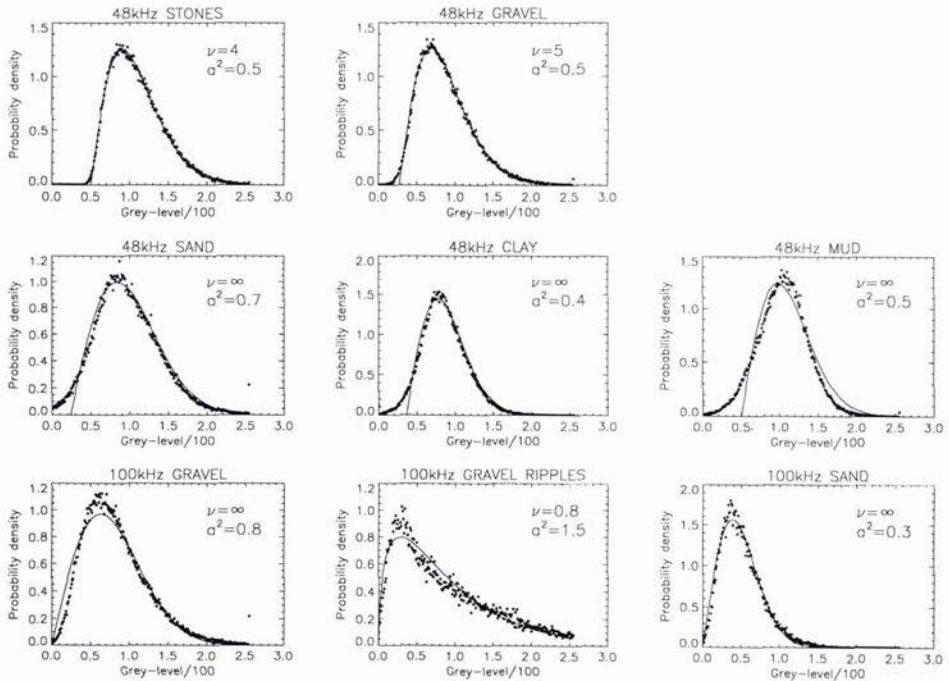 48kHz STONES
Probability density
1.5
1.0
0.5
0.0
ν=4
a²=0.5
0.0 0.5 1.0 1.5 2.0 2.5 3.0
Grey-level/100
48kHz GRAVEL
Probability density
1.5
1.0
0.5
0.0
ν=5
a²=0.5
0.0 0.5 1.0 1.5 2.0 2.5 3.0
Grey-level/100
48kHz SAND
Probability density
1.2
1.0
0.8
0.6
0.4
0.2
0.0
ν=∞
a²=0.7
0.0 0.5 1.0 1.5 2.0 2.5 3.0
Grey-level/100
48kHz CLAY
Probability density
2.0
1.5
1.0
0.5
0.0
ν=∞
a²=0.4
0.0 0.5 1.0 1.5 2.0 2.5 3.0
Grey-level/100
48kHz MUD
Probability density
1.5
1.0
0.5
0.0
ν=∞
a²=0.5
0.0 0.5 1.0 1.5 2.0 2.5 3.0
Grey-level/100
100kHz GRAVEL
Probability density
1.2
1.0
0.8
0.6
0.4
0.2
0.0
ν=∞
a²=0.8
0.0 0.5 1.0 1.5 2.0 2.5 3.0
Grey-level/100
100kHz GRAVEL RIPPLES
Probability density
1.2
1.0
0.8
0.6
0.4
0.2
0.0
ν=0.8
a²=1.5
0.0 0.5 1.0 1.5 2.0 2.5 3.0
Grey-level/100
100kHz SAND
Probability density
2.0
1.5
1.0
0.5
0.0
ν=∞
a²=0.3
0.0 0.5 1.0 1.5 2.0 2.5 3.0
Grey-level/100